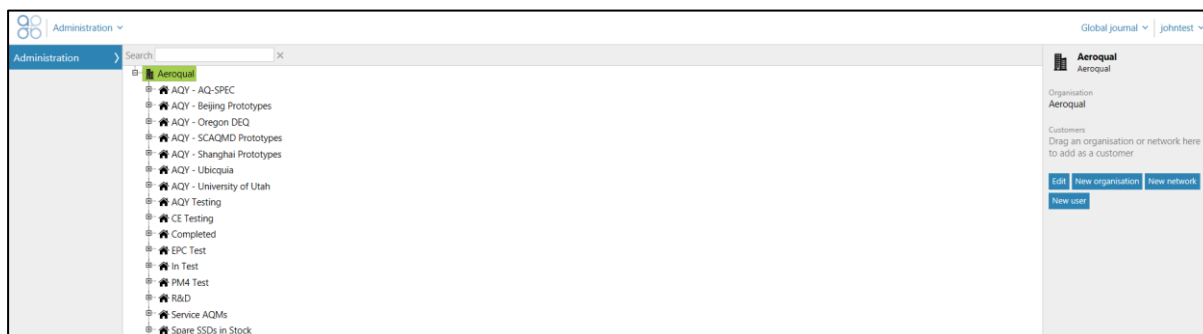 Administration
Global journal johntest
Administration
Search
Aeroqual
AQY - AQ-SPEC
AQY - Beijing Prototypes
AQY - Oregon DEQ
AQY - SCAQMD Prototypes
AQY - Shanghai Prototypes
AQY - Ubicquia
AQY - University of Utah
AQY Testing
CE Testing
Completed
EPC Test
In Test
PM4 Test
R&D
Service AQMs
Spare SSDs in Stock
Aeroqual
Aeroqual
Organisation
Aeroqual
Customers
Drag an organisation or network here
to add as a customer
Edit New organisation New network
New user